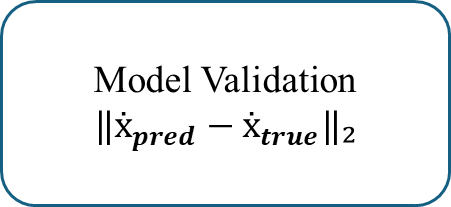 Model Validation
‖ẋ_pred − ẋ_true‖₂